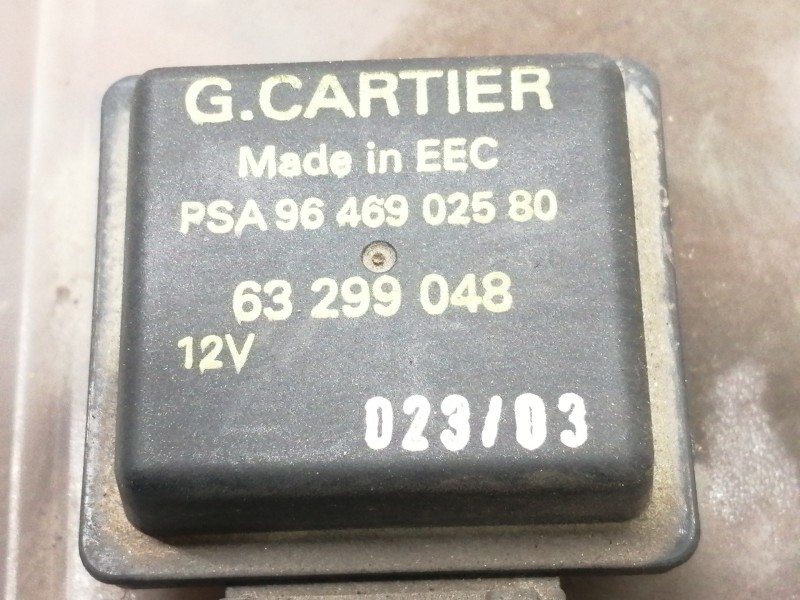 G.CARTIER
Made in EEC
PSA 96 469 025 80
63 299 048
12V
023/03